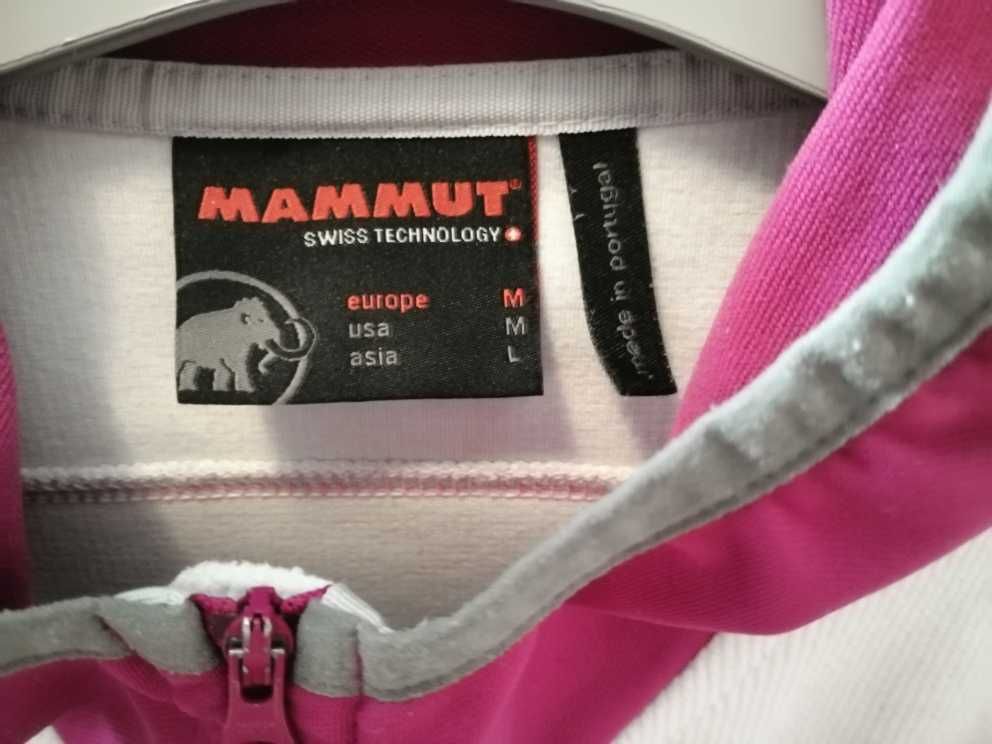 MAMMUT®
SWISS TECHNOLOGY
europe M
usa M
asia L
made in portugal